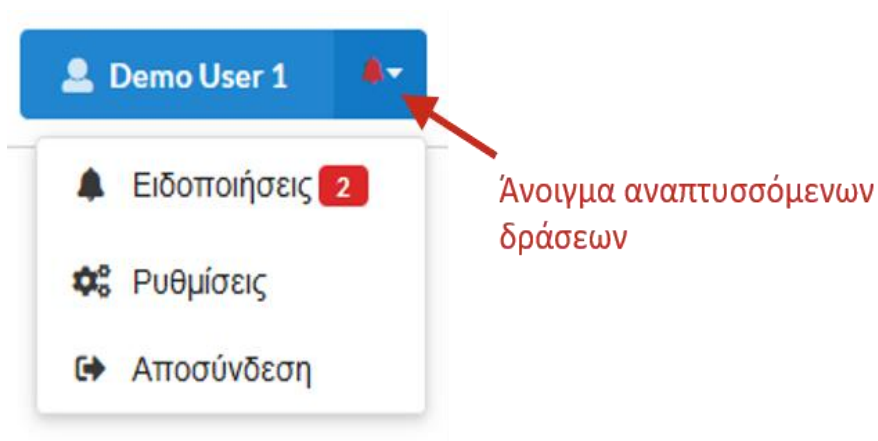 Demo User 1
Ειδοποιήσεις 2
Ρυθμίσεις
Αποσύνδεση
Άνοιγμα αναπτυσσόμενων
δράσεων